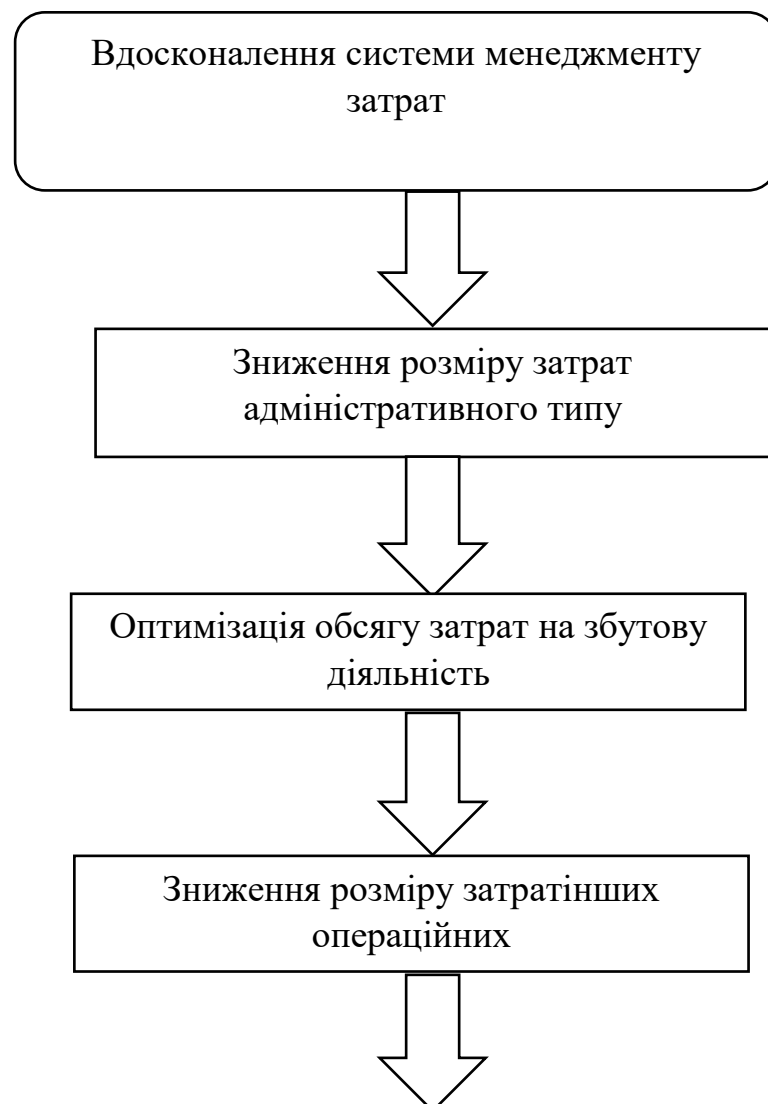 Вдосконалення системи менеджменту
затрат
Зниження розміру затрат
адміністративного типу
Оптимізація обсягу затрат на збутову
діяльність
Зниження розміру затратінших
операційних